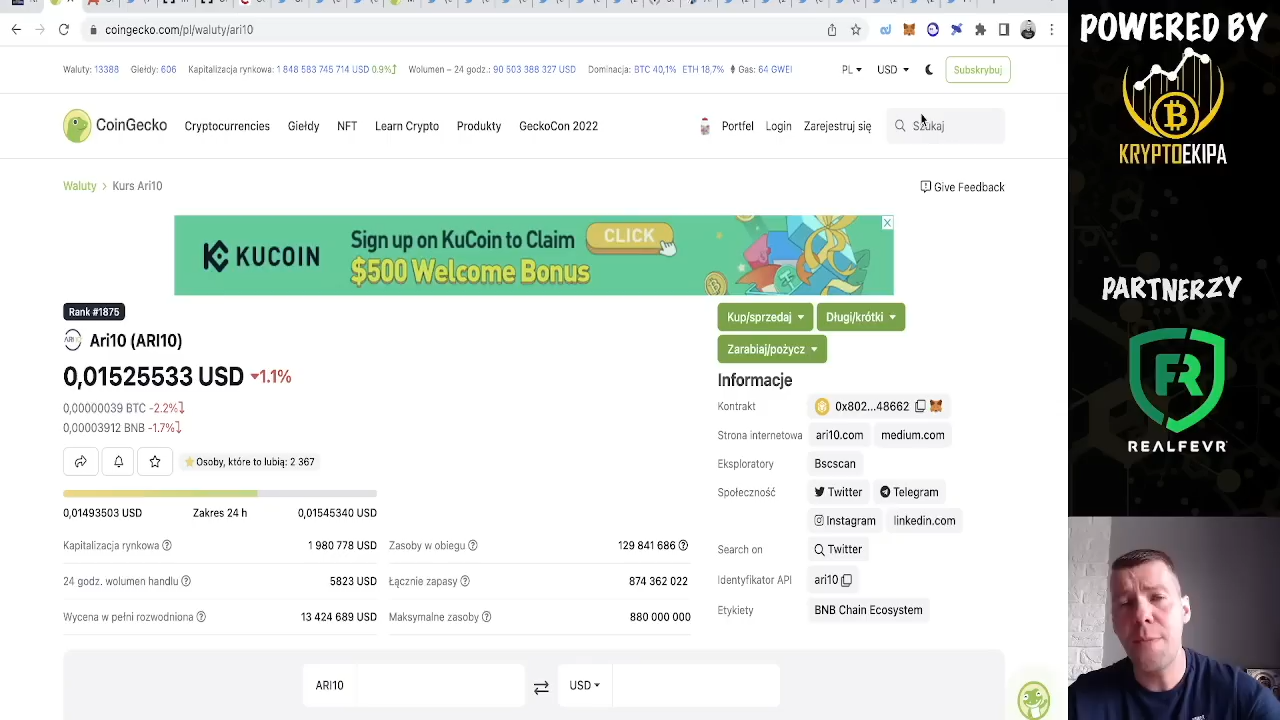 coingecko.com/pl/waluty/ari10
Waluty: 13388 Giełdy: 606 Kapitalizacja rynkowa: 1 848 583 745 714 USD 0.9% Wolumen – 24 godz.: 90 503 388 327 USD Dominacja: BTC 40,1% ETH 18,7% Gas: 64 GWEI
PL USD Subskrybuj
CoinGecko Cryptocurrencies Giełdy NFT Learn Crypto Produkty GeckoCon 2022
Portfel Login Zarejestruj się Szukaj
Waluty > Kurs Ari10
Give Feedback
KUCOIN
Sign up on KuCoin to Claim
$500 Welcome Bonus
CLICK
Rank #1875
Ari10 (ARI10)
0,01525533 USD 1.1%
0,00000039 BTC -2.2%
0,00003912 BNB -1.7%
Osoby, które to lubią: 2 367
0,01493503 USD Zakres 24 h 0,01545340 USD
Kapitalizacja rynkowa 1 980 778 USD
24 godz. wolumen handlu 5823 USD
Wycena w pełni rozwodniona 13 424 689 USD
Zasoby w obiegu 129 841 686
Łącznie zapasy 874 362 022
Maksymalne zasoby 880 000 000
Kup/sprzedaj Długi/krótki
Zarabiaj/pożycz
Informacje
Kontrakt 0x802...48662
Strona internetowa ari10.com medium.com
Eksploratory Bscscan
Społeczność Twitter Telegram
Instagram linkedin.com
Search on Twitter
Identyfikator API ari10
Etykiety BNB Chain Ecosystem
ARI10 USD
POWERED BY
KRYPTOEKIPA
PARTNERZY
FR
REALFEVR